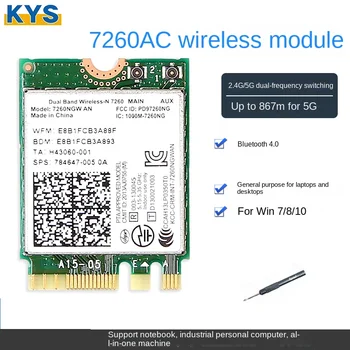 KYS
7260AC wireless module
2.4G/5G dual-frequency switching
Up to 867m for 5G
Bluetooth 4.0
General purpose for laptops and
desktops
For Win 7/8/10
Dual Band Wireless-N 7260 MAIN AUX
Model: 7260NGW AN
Made in China
FCC ID: PD97260NG
IC: 1000M-7260NG
WFM: E8B1FCB3A89F
BDM: E8B1FCB3A893
TA: H43060-001
SPS: 784647-005 0A
A15-05
E
Support notebook, industrial personal computer, al-
l-in-one machine